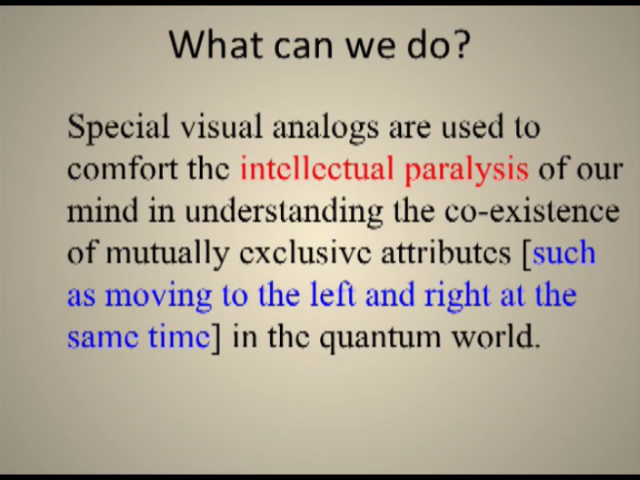 What can we do?
Special visual analogs are used to
comfort the intellectual paralysis of our
mind in understanding the co-existence
of mutually exclusive attributes [such
as moving to the left and right at the
same time] in the quantum world.